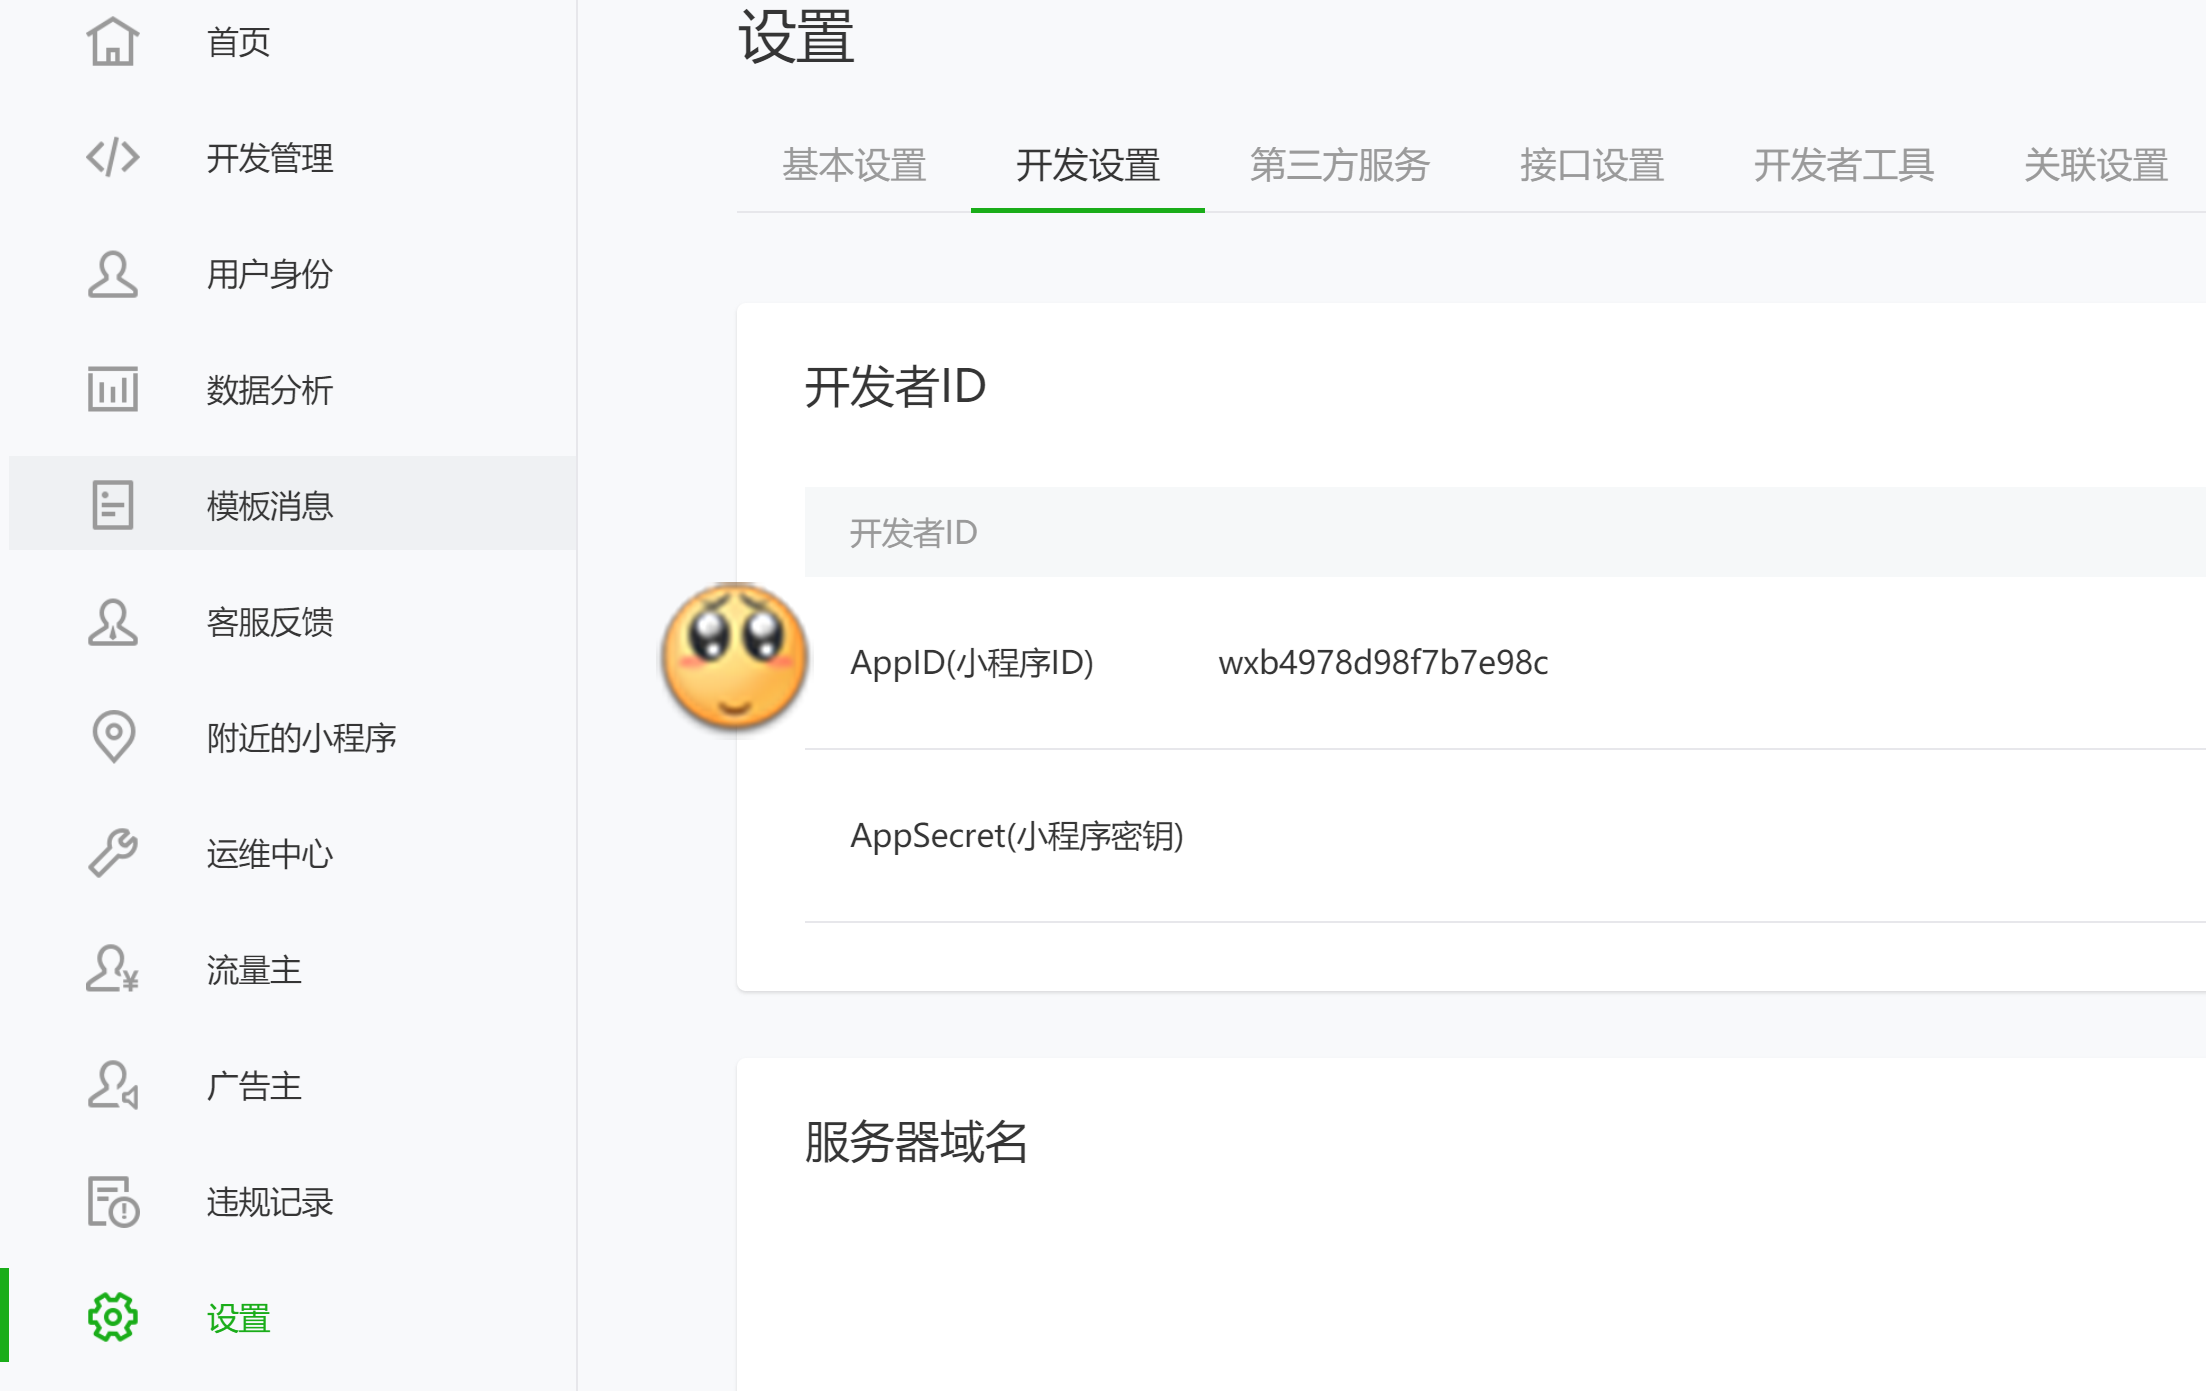 首页
开发管理
用户身份
数据分析
模板消息
客服反馈
附近的小程序
运维中心
流量主
广告主
违规记录
设置
设置
基本设置 开发设置 第三方服务 接口设置 开发者工具 关联设置
开发者ID
开发者ID
AppID(小程序ID) wxb4978d98f7b7e98c
AppSecret(小程序密钥)
服务器域名